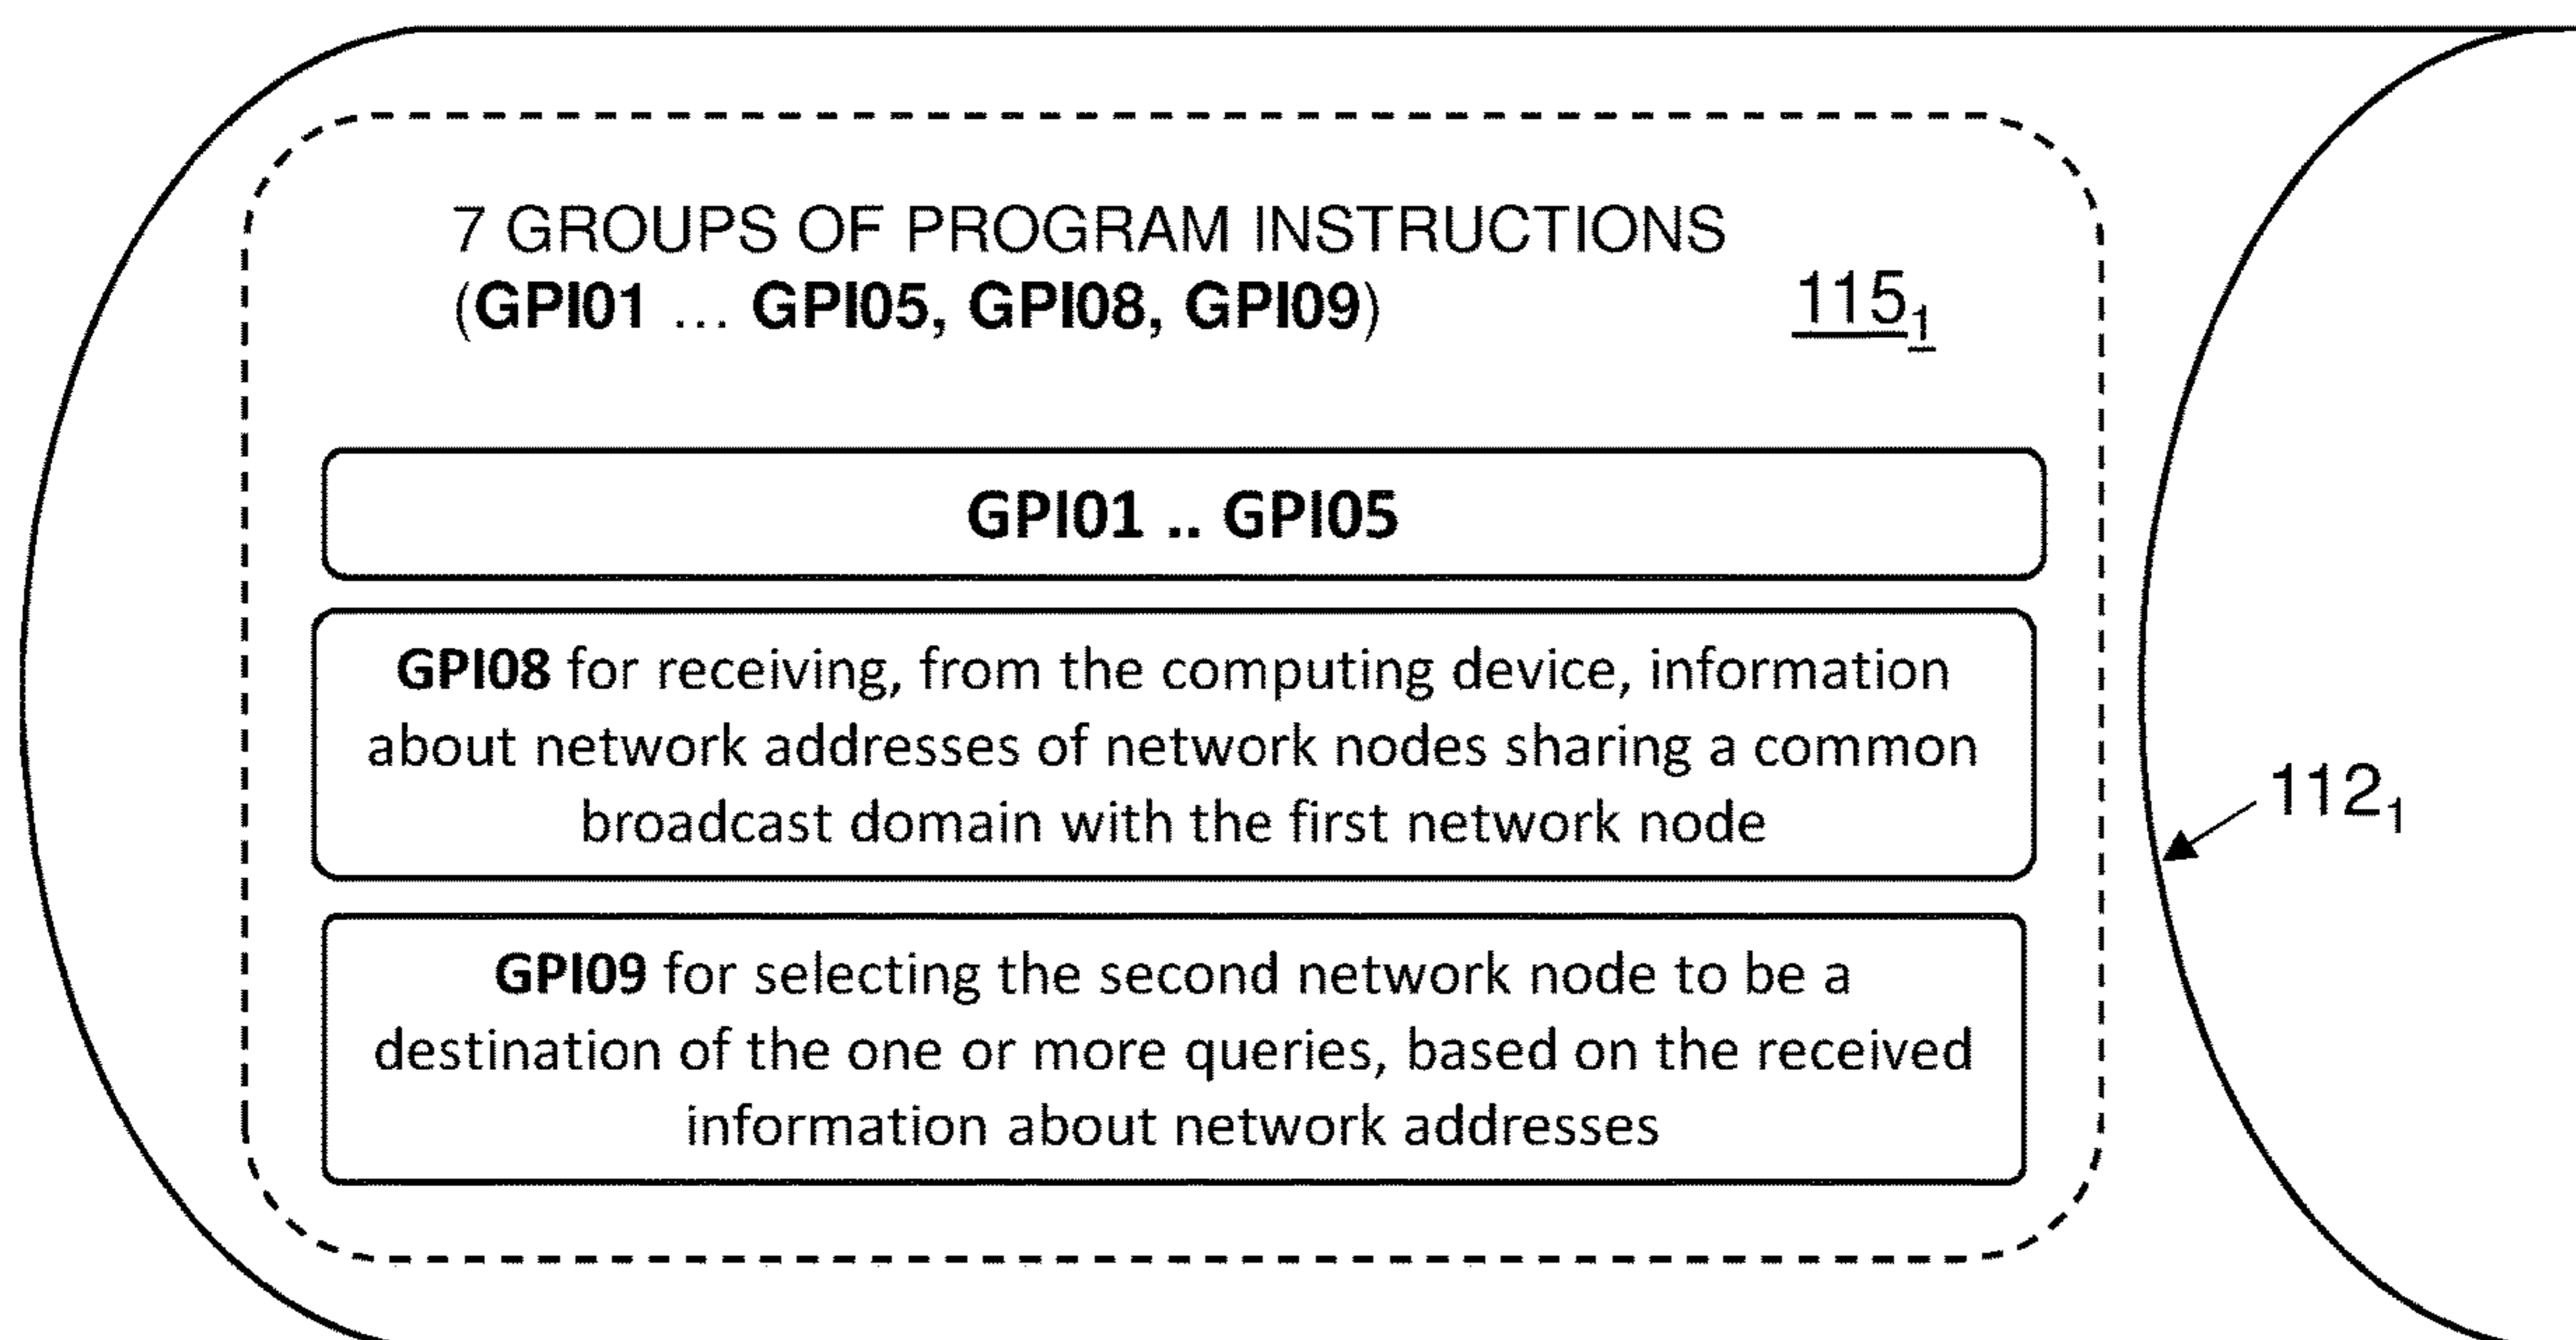 7 GROUPS OF PROGRAM INSTRUCTIONS
(GPI01 ... GPI05, GPI08, GPI09)
115₁
GPI01 .. GPI05
GPI08 for receiving, from the computing device, information
about network addresses of network nodes sharing a common
broadcast domain with the first network node
112₁
GPI09 for selecting the second network node to be a
destination of the one or more queries, based on the received
information about network addresses